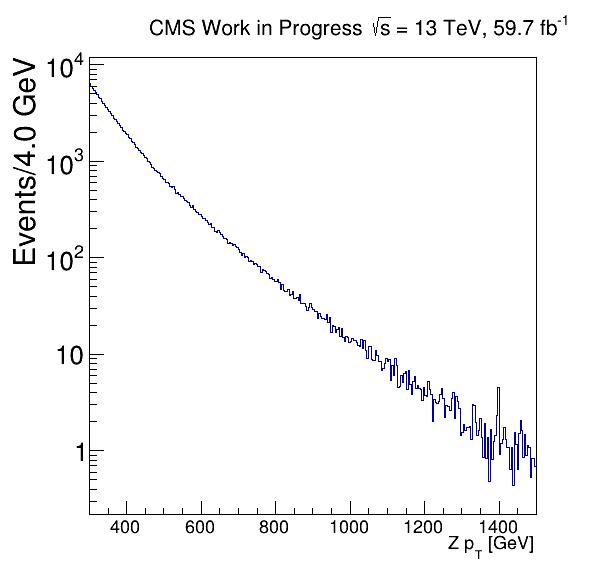 CMS Work in Progress √s = 13 TeV, 59.7 fb⁻¹
Events/4.0 GeV
10⁴
10³
10²
10
1
400 600 800 1000 1200 1400
Z p_T [GeV]